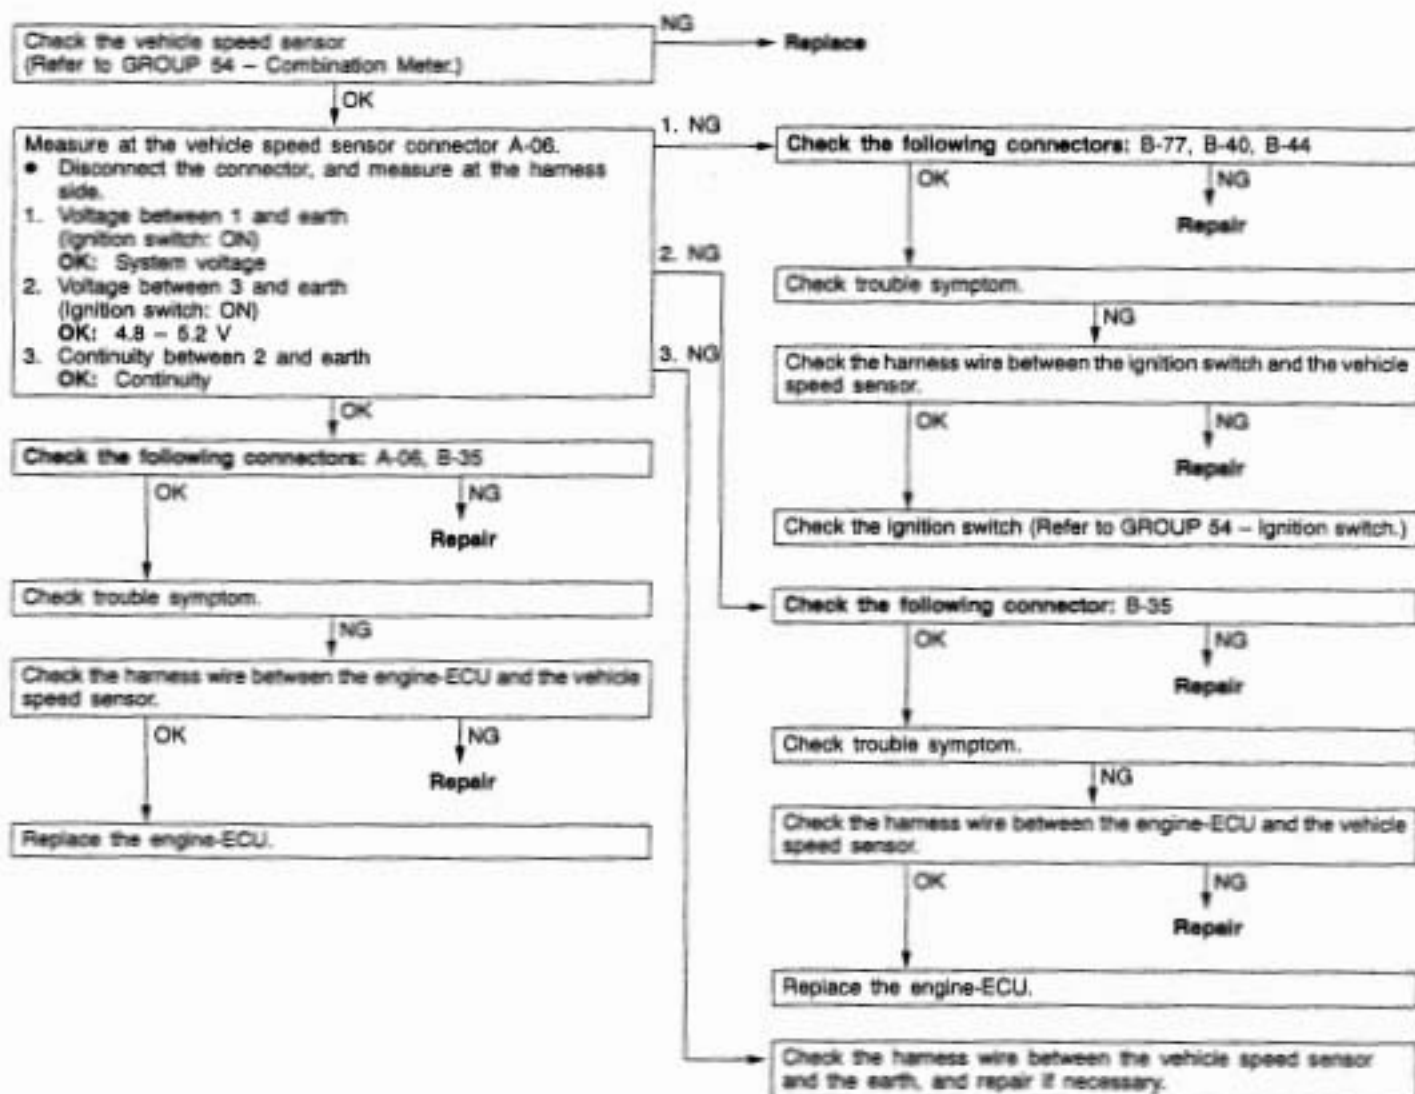 Check the vehicle speed sensor
(Refer to GROUP 54 – Combination Meter.)
NG
Replace
OK
Measure at the vehicle speed sensor connector A-06.
● Disconnect the connector, and measure at the harness
side.
1. Voltage between 1 and earth
(Ignition switch: ON)
OK: System voltage
2. Voltage between 3 and earth
(Ignition switch: ON)
OK: 4.8 – 5.2 V
3. Continuity between 2 and earth
OK: Continuity
OK
Check the following connectors: A-06, B-35
OK
NG
Repair
Check trouble symptom.
NG
Check the harness wire between the engine-ECU and the vehicle
speed sensor.
OK
NG
Repair
Replace the engine-ECU.
1. NG
Check the following connectors: B-77, B-40, B-44
OK
NG
Repair
Check trouble symptom.
NG
Check the harness wire between the ignition switch and the vehicle
speed sensor.
OK
NG
Repair
Check the ignition switch (Refer to GROUP 54 – Ignition switch.)
2. NG
Check the following connector: B-35
OK
NG
Repair
Check trouble symptom.
NG
Check the harness wire between the engine-ECU and the vehicle
speed sensor.
OK
NG
Repair
Replace the engine-ECU.
3. NG
Check the harness wire between the vehicle speed sensor
and the earth, and repair if necessary.